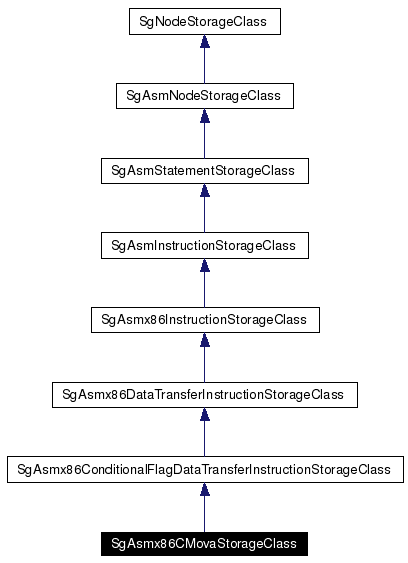 SgNodeStorageClass
SgAsmNodeStorageClass
SgAsmStatementStorageClass
SgAsmInstructionStorageClass
SgAsmx86InstructionStorageClass
SgAsmx86DataTransferInstructionStorageClass
SgAsmx86ConditionalFlagDataTransferInstructionStorageClass
SgAsmx86CMovaStorageClass